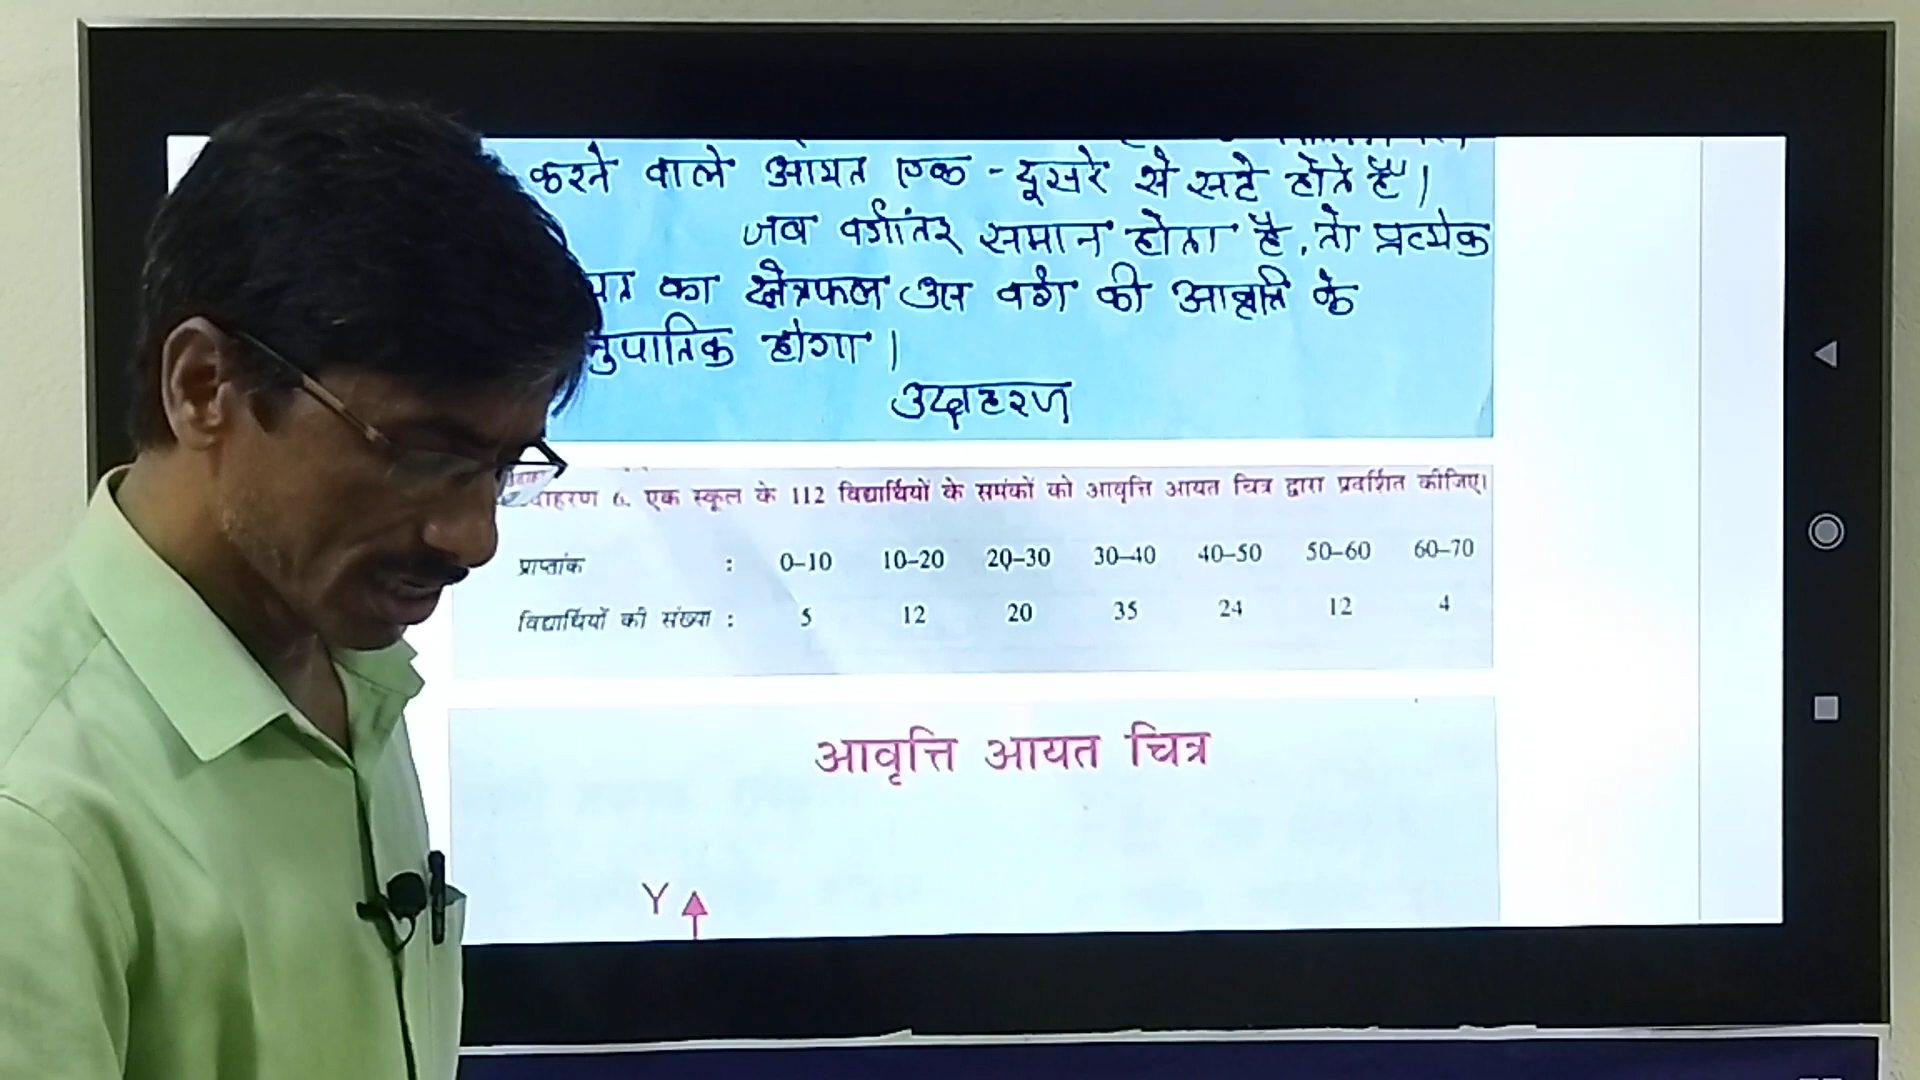 करने वाले आयत एक - दूसरे से सटे होते हैं।
जब वर्गांतर समान होता है, तो प्रत्येक
का क्षेत्रफल उस वर्ग की आवृत्ति के
होगा।
उदाहरण
6. एक स्कूल के 112 विद्यार्थियों के समंकों को आवृत्ति आयत चित्र द्वारा प्रदर्शित कीजिए।
प्राप्तांक : 0–10 10–20 20–30 30–40 40–50 50–60 60–70
विद्यार्थियों की संख्या : 5 12 20 35 24 12 4
आवृत्ति आयत चित्र
Y